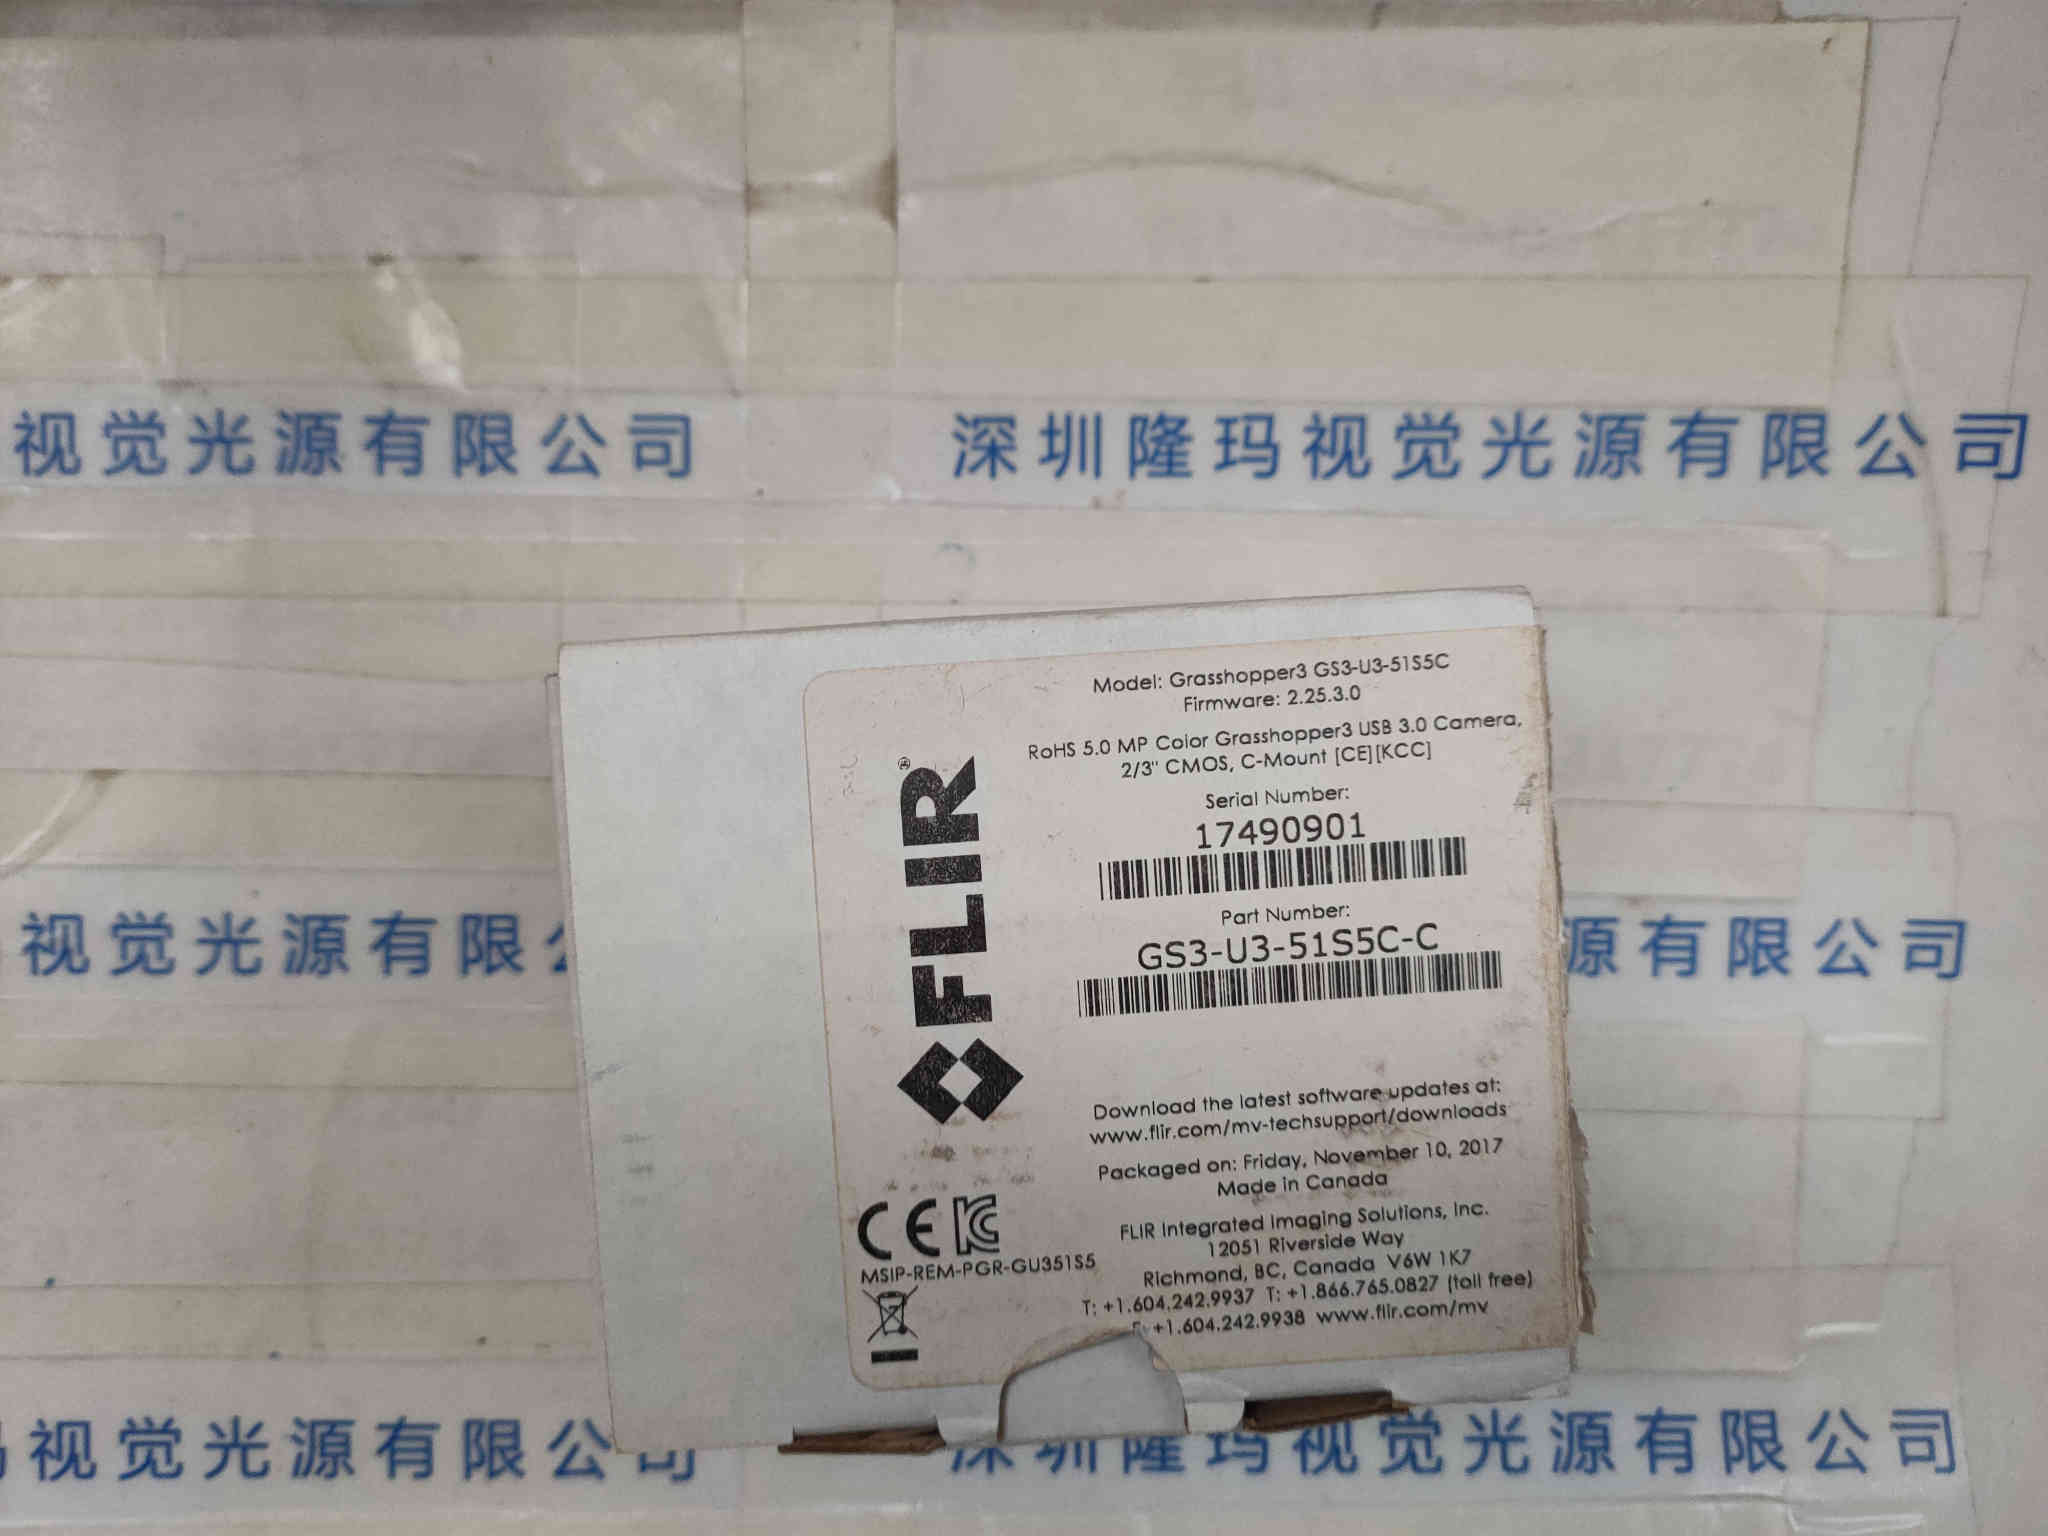 视觉光源有限公司
深圳隆玛视觉光源有限公司
Model: Grasshopper3 GS3-U3-51S5C
Firmware: 2.25.3.0
RoHS 5.0 MP Color Grasshopper3 USB 3.0 Camera,
2/3" CMOS, C-Mount [CE][KCC]
Serial Number:
17490901
Part Number:
GS3-U3-51S5C-C
FLIR®
Download the latest software updates at:
www.flir.com/mv-techsupport/downloads
Packaged on: Friday, November 10, 2017
Made in Canada
CE KC
MSIP-REM-PGR-GU351S5
FLIR Integrated Imaging Solutions, Inc.
12051 Riverside Way
Richmond, BC, Canada V6W 1K7
T: +1.604.242.9937 T: +1.866.765.0827 (toll free)
F: +1.604.242.9938 www.flir.com/mv
视觉光源有限
源有限公司
视觉光源有限公司
深圳隆玛视觉光源有限公司